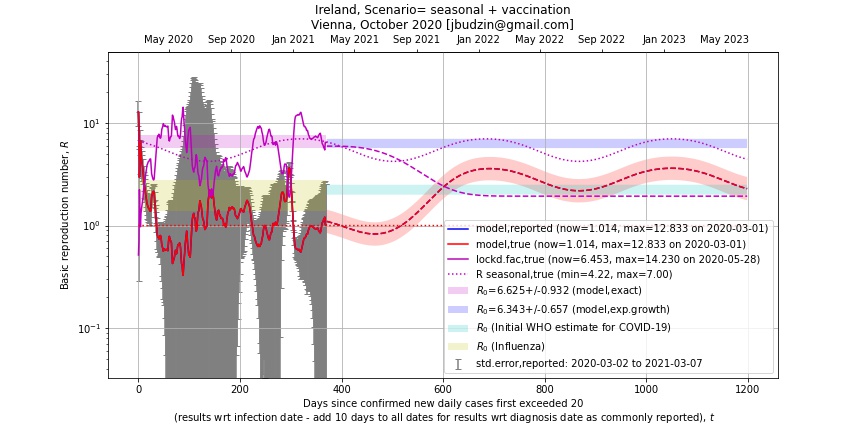 Ireland, Scenario= seasonal + vaccination
Vienna, October 2020 [jbudzin@gmail.com]
May 2020 Sep 2020 Jan 2021 May 2021 Sep 2021 Jan 2022 May 2022 Sep 2022 Jan 2023 May 2023
Basic reproduction number, R
10¹
10⁰
10⁻¹
model,reported (now=1.014, max=12.833 on 2020-03-01)
model,true (now=1.014, max=12.833 on 2020-03-01)
lockd.fac,true (now=6.453, max=14.230 on 2020-05-28)
R seasonal,true (min=4.22, max=7.00)
R₀=6.625+/-0.932 (model,exact)
R₀=6.343+/-0.657 (model,exp.growth)
R₀ (Initial WHO estimate for COVID-19)
R₀ (Influenza)
std.error,reported: 2020-03-02 to 2021-03-07
0 200 400 600 800 1000 1200
Days since confirmed new daily cases first exceeded 20
(results wrt infection date - add 10 days to all dates for results wrt diagnosis date as commonly reported), t